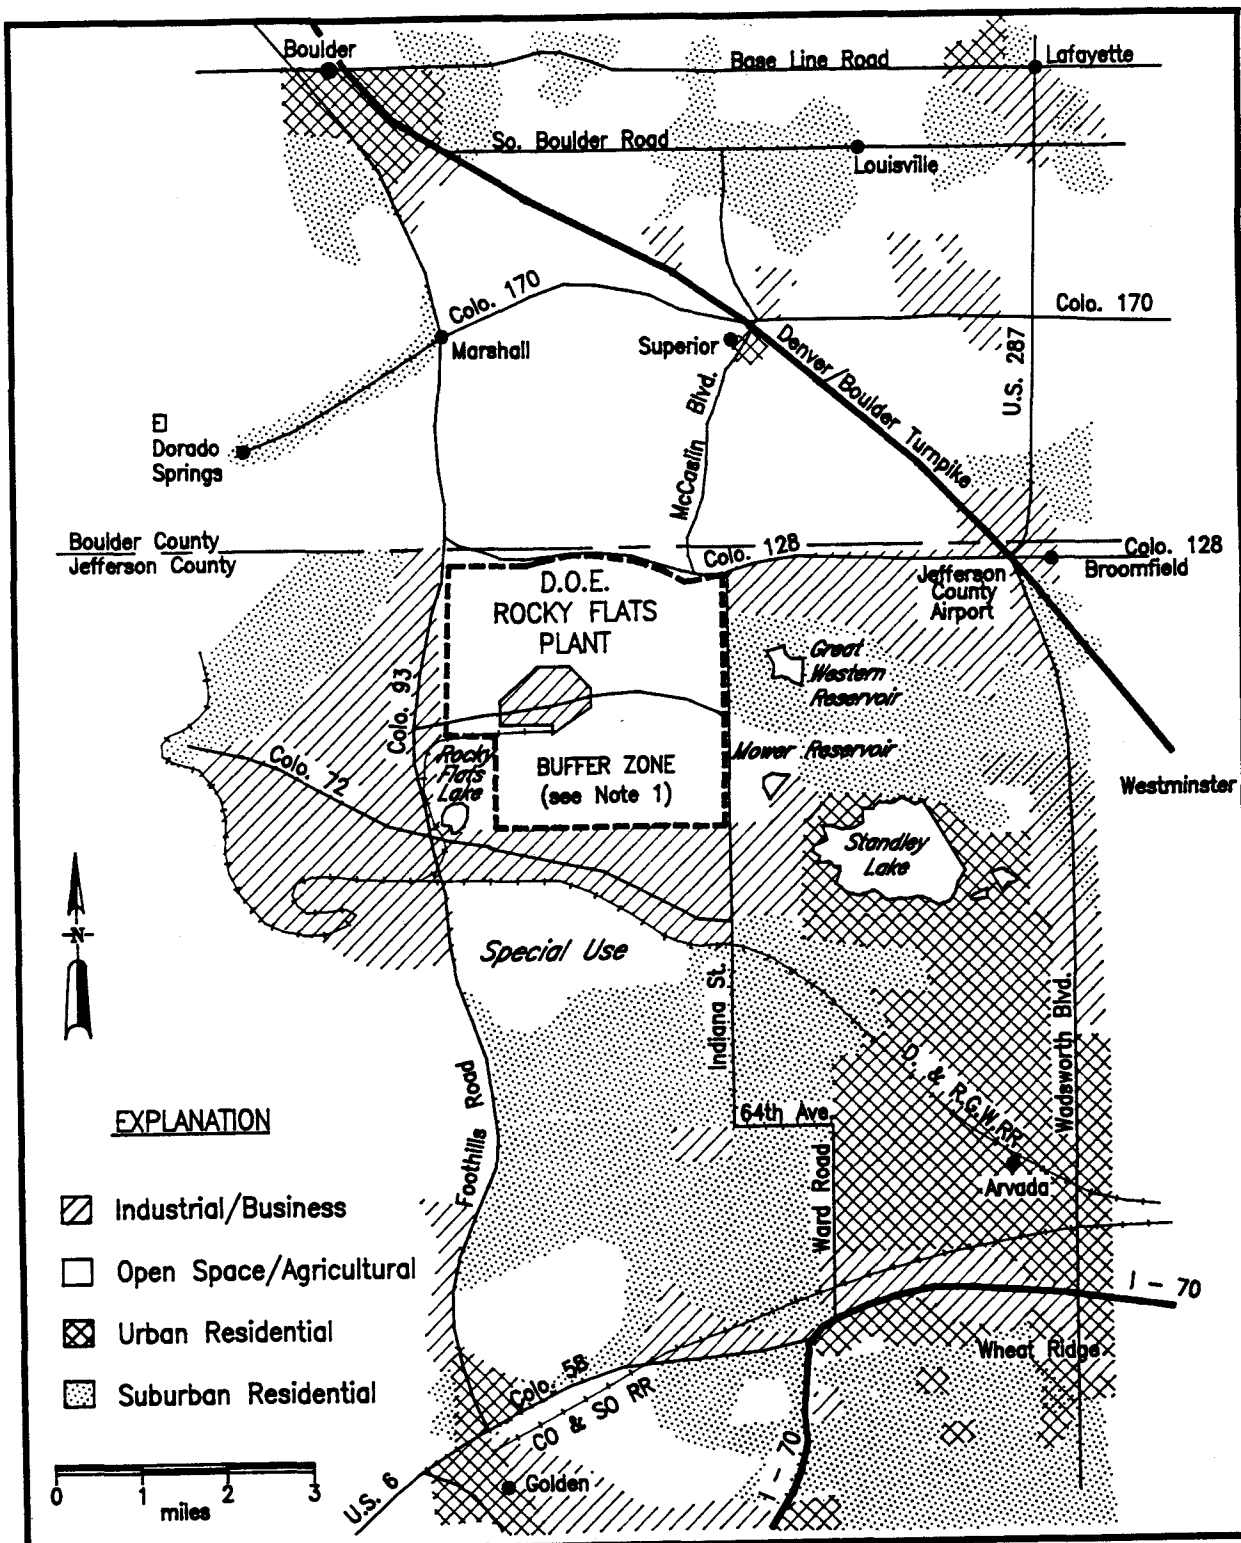 Boulder
Base Line Road
Lafayette
So. Boulder Road
Louisville
Colo. 170
Colo. 170
Marshall
Superior
Denver/Boulder Turnpike
U.S. 287
McCaslin Blvd.
El
Dorado
Springs
Boulder County
Jefferson County
Colo. 128
Colo. 128
Broomfield
Jefferson
County
Airport
D.O.E.
ROCKY FLATS
PLANT
Great
Western
Reservoir
Colo. 93
Colo. 72
Rocky
Flats
Lake
BUFFER ZONE
(see Note 1)
Mower Reservoir
Westminster
Standley
Lake
N
Special Use
Indiana St.
Wadsworth Blvd.
D. & R.G.W.RR
Foothills Road
64th Ave.
Ward Road
Arvada
EXPLANATION
Industrial/Business
Open Space/Agricultural
Urban Residential
Suburban Residential
I - 70
Wheat Ridge
Colo. 58
CO & SO RR
I - 70
U.S. 6
Golden
0 1 2 3
miles